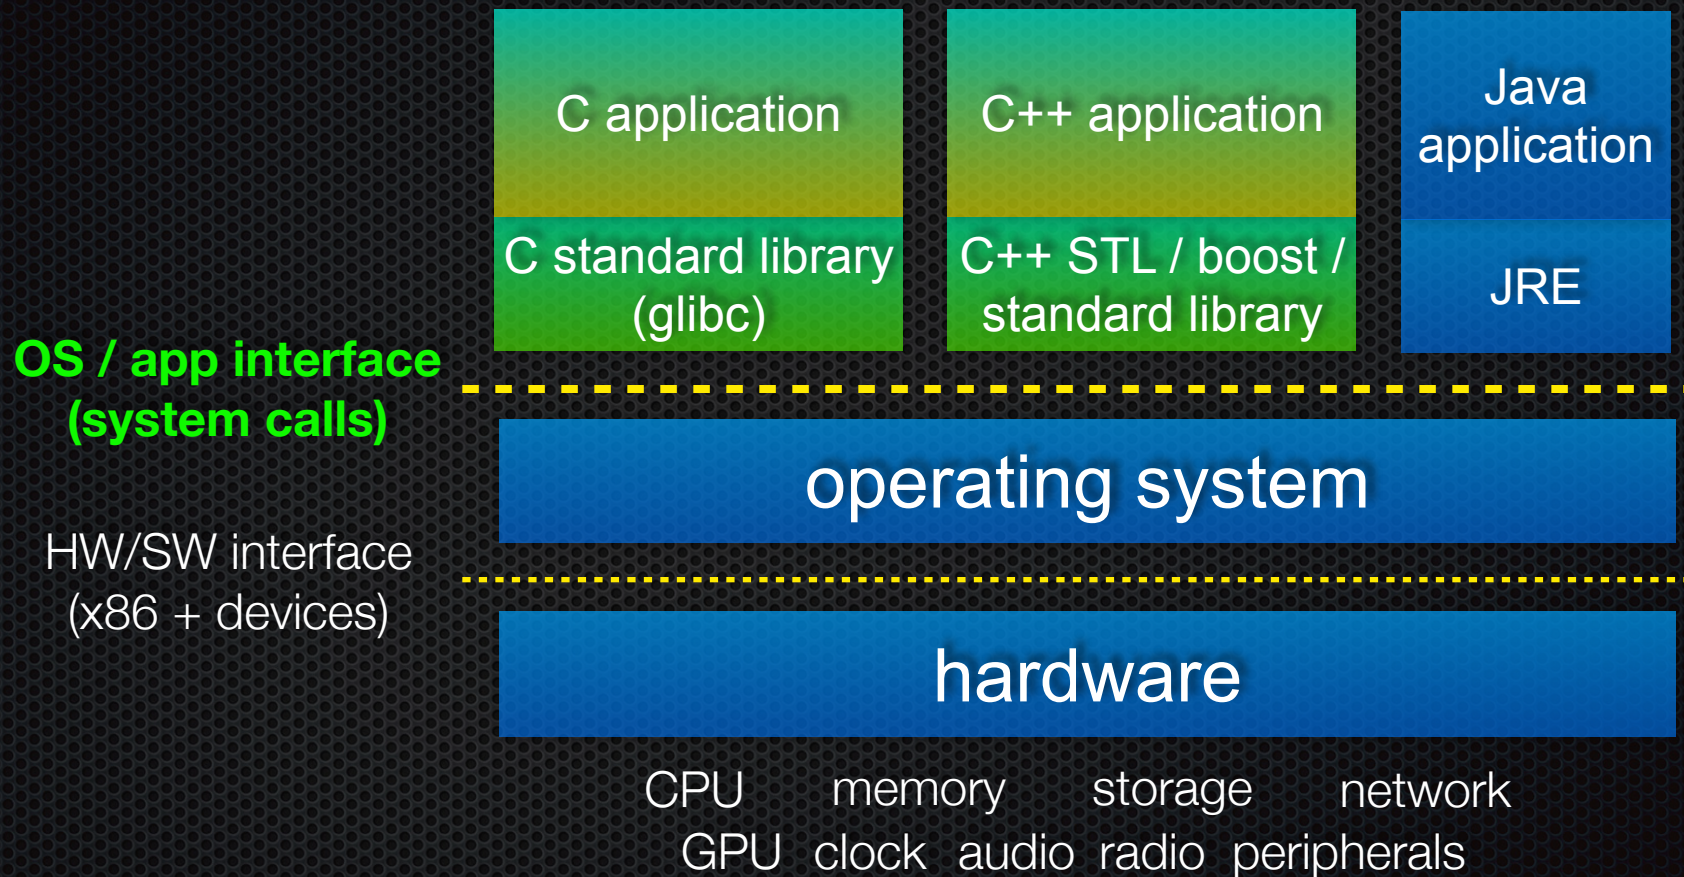 C application
C++ application
Java
application
C standard library
(glibc)
C++ STL / boost /
standard library
JRE
OS / app interface
(system calls)
operating system
HW/SW interface
(x86 + devices)
hardware
CPU memory storage network
GPU clock audio radio peripherals